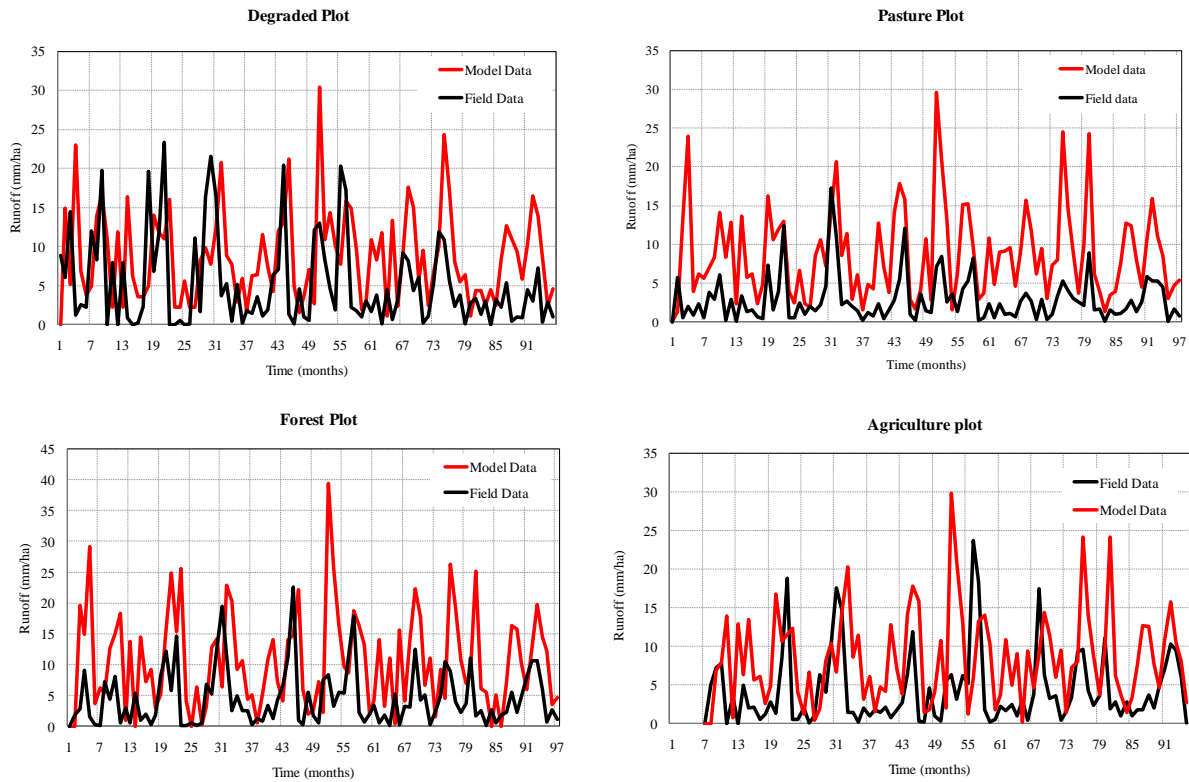 Degraded Plot
35
30
25
20
15
10
5
0
Runoff (mm/ha)
Model Data
Field Data
1 7 13 19 25 31 37 43 49 55 61 67 73 79 85 91
Time (months)
Pasture Plot
35
30
25
20
15
10
5
0
Runoff (mm/ha)
Model data
Field data
1 7 13 19 25 31 37 43 49 55 61 67 73 79 85 91 97
Time (months)
Forest Plot
45
40
35
30
25
20
15
10
5
0
Runoff (mm/ha)
Model Data
Field Data
1 7 13 19 25 31 37 43 49 55 61 67 73 79 85 91 97
Time (months)
Agriculture plot
35
30
25
20
15
10
5
0
Runoff (mm/ha)
Field Data
Model Data
1 7 13 19 25 31 37 43 49 55 61 67 73 79 85 91
Time (months)